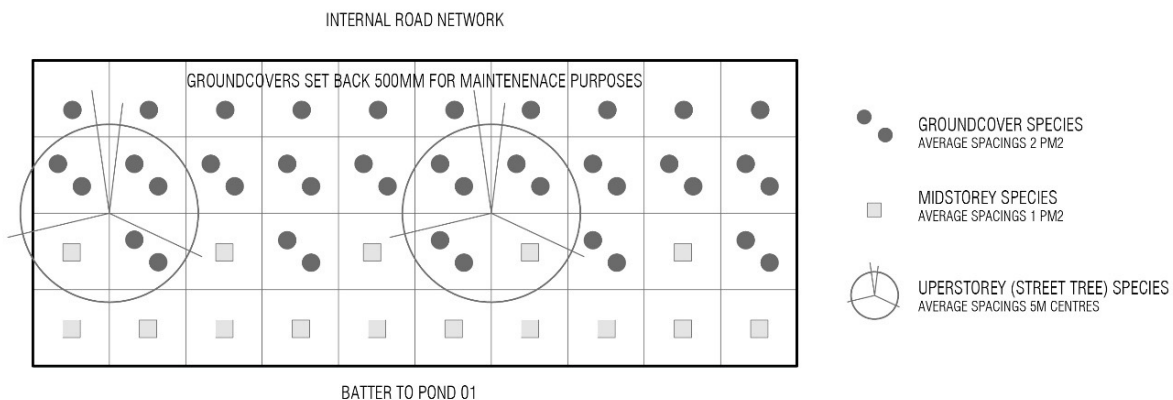 INTERNAL ROAD NETWORK
GROUNDCOVERS SET BACK 500MM FOR MAINTENENACE PURPOSES
GROUNDCOVER SPECIES
AVERAGE SPACINGS 2 PM2
MIDSTOREY SPECIES
AVERAGE SPACINGS 1 PM2
UPERSTOREY (STREET TREE) SPECIES
AVERAGE SPACINGS 5M CENTRES
BATTER TO POND 01